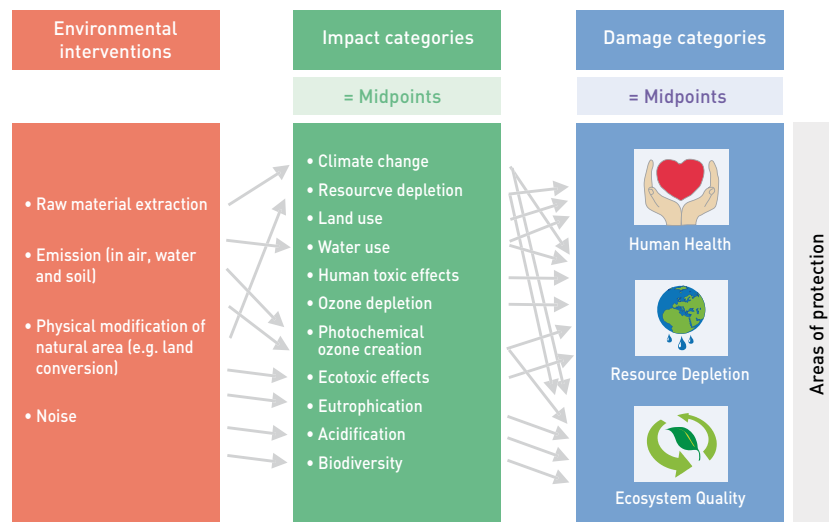 Environmental
interventions
Impact categories
Damage categories
= Midpoints
= Midpoints
• Raw material extraction
• Emission (in air, water
and soil)
• Physical modification of
natural area (e.g. land
conversion)
• Noise
• Climate change
• Resourcve depletion
• Land use
• Water use
• Human toxic effects
• Ozone depletion
• Photochemical
ozone creation
• Ecotoxic effects
• Eutrophication
• Acidification
• Biodiversity
Human Health
Resource Depletion
Ecosystem Quality
Areas of protection